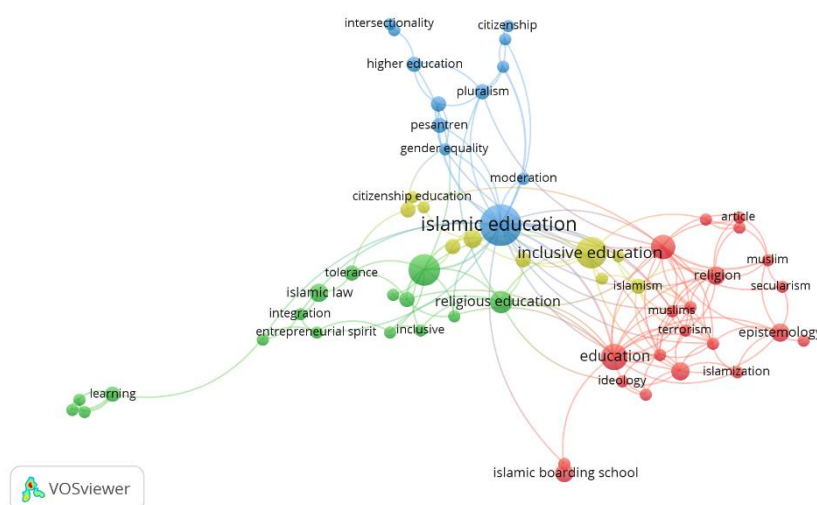 intersectionality
citizenship
higher education
pluralism
pesantren
gender equality
moderation
citizenship education
islamic education
article
inclusive education
muslim
religion
tolerance
secularism
islamism
islamic law
religious education
muslims
integration
terrorism
epistemology
entrepreneurial spirit
inclusive
education
islamization
ideology
learning
islamic boarding school
VOSviewer